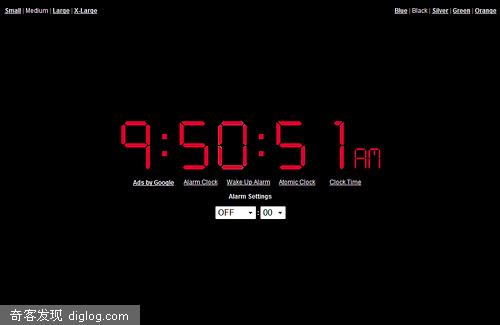 Small | Medium | Large | X-Large
Blue | Black | Silver | Green | Orange
9:50:51 AM
Ads by Google Alarm Clock Wake Up Alarm Atomic Clock Clock Time
Alarm Settings
OFF : 00
奇客发现 diglog.com